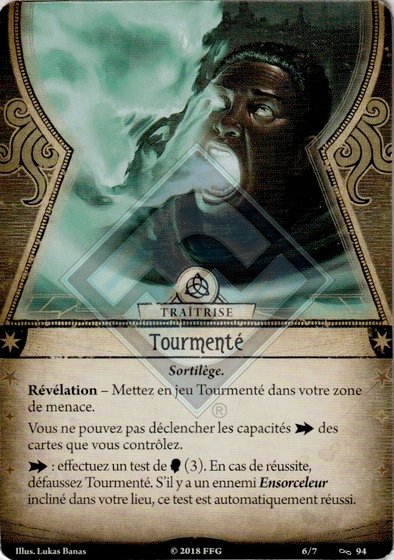 TRAÎTRISE
Tourmenté
Sortilège.
Révélation – Mettez en jeu Tourmenté dans votre zone
de menace.
Vous ne pouvez pas déclencher les capacités des cartes que vous contrôlez.
: effectuez un test de (3). En cas de réussite,
défaussez Tourmenté. S'il y a un ennemi Ensorceleur
incliné dans votre lieu, ce test est automatiquement réussi.
Illus. Lukas Banas © 2018 FFG 6/7 94
®